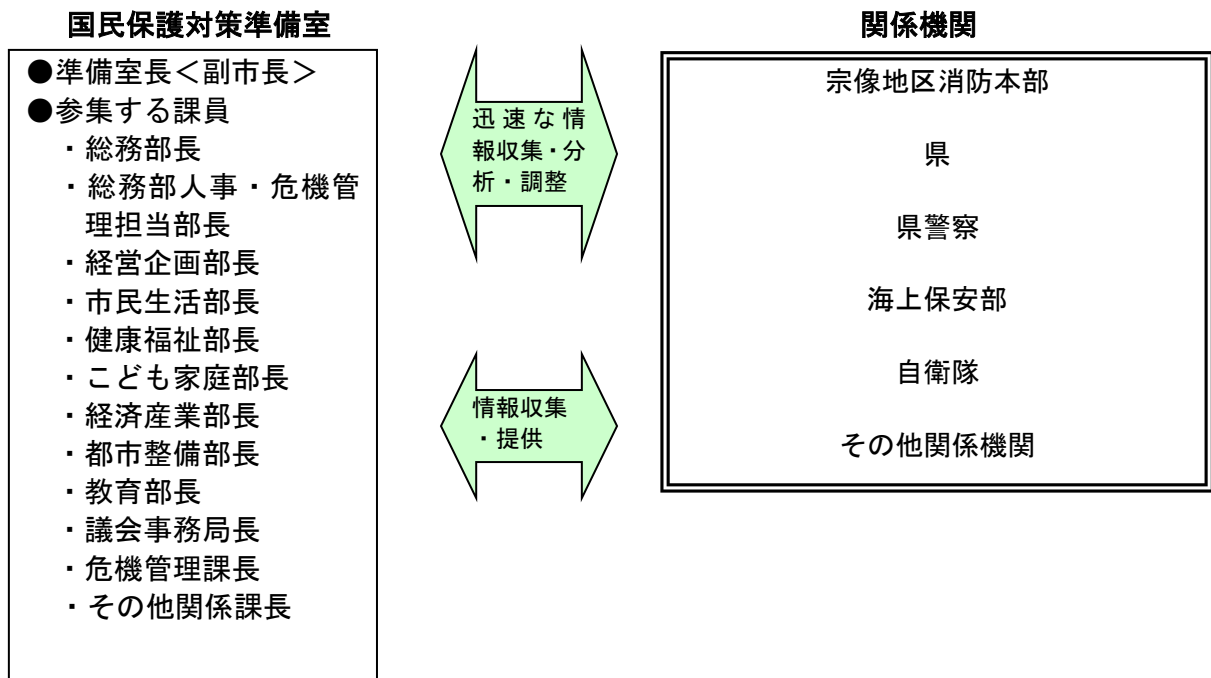 国民保護対策準備室
●準備室長＜副市長＞
●参集する課員
・総務部長
・総務部人事・危機管
理担当部長
・経営企画部長
・市民生活部長
・健康福祉部長
・こども家庭部長
・経済産業部長
・都市整備部長
・教育部長
・議会事務局長
・危機管理課長
・その他関係課長
迅速な情
報収集・分
析・調整
情報収集
・提供
関係機関
宗像地区消防本部
県
県警察
海上保安部
自衛隊
その他関係機関